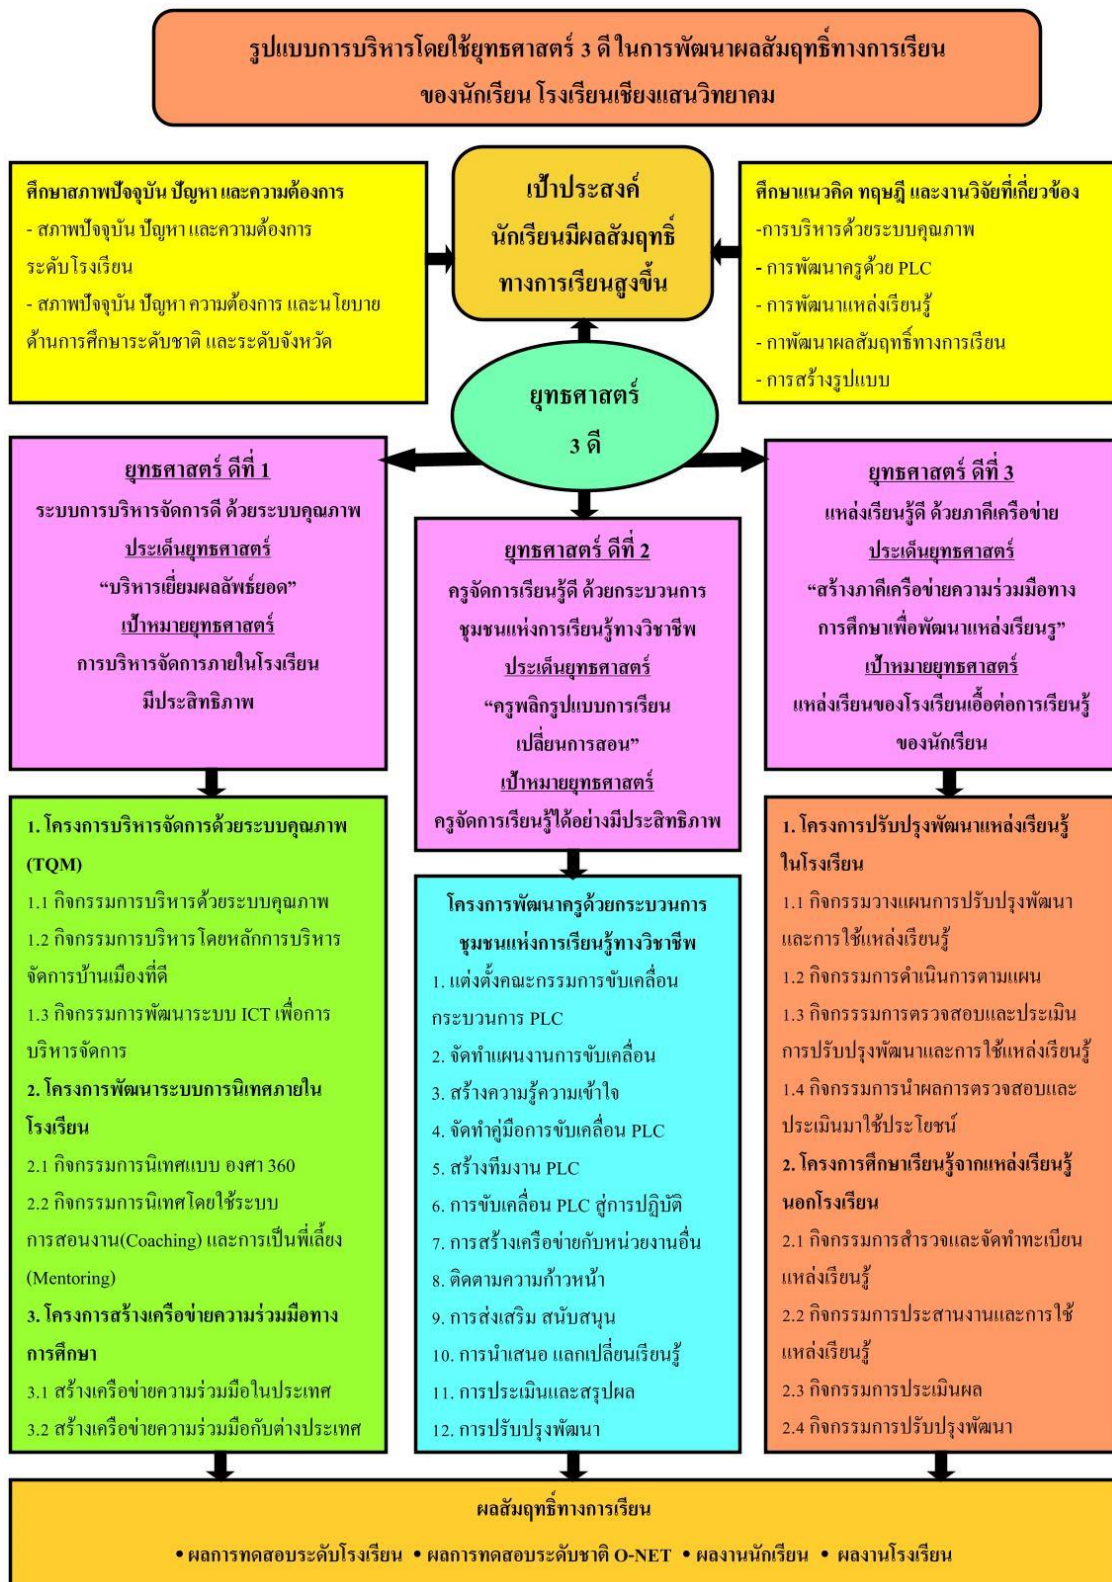 รูปแบบการบริหารโดยใช้ยุทธศาสตร์ 3 ดี ในการพัฒนาผลสัมฤทธิ์ทางการเรียน
ของนักเรียน โรงเรียนเชียงแสนวิทยาคม
ศึกษาสภาพปัจจุบัน ปัญหา และความต้องการ
- สภาพปัจจุบัน ปัญหา และความต้องการ
ระดับโรงเรียน
- สภาพปัจจุบัน ปัญหา ความต้องการ และนโยบาย
ด้านการศึกษาระดับชาติ และระดับจังหวัด
เป้าประสงค์
นักเรียนมีผลสัมฤทธิ์
ทางการเรียนสูงขึ้น
ศึกษาแนวคิด ทฤษฎี และงานวิจัยที่เกี่ยวข้อง
-การบริหารด้วยระบบคุณภาพ
- การพัฒนาครูด้วย PLC
- การพัฒนาแหล่งเรียนรู้
- กาพัฒนาผลสัมฤทธิ์ทางการเรียน
- การสร้างรูปแบบ
ยุทธศาสตร์
3 ดี
ยุทธศาสตร์ ดีที่ 1
ระบบการบริหารจัดการดี ด้วยระบบคุณภาพ
ประเด็นยุทธศาสตร์
“บริหารเยี่ยมผลลัพธ์ยอด”
เป้าหมายยุทธศาสตร์
การบริหารจัดการภายในโรงเรียน
มีประสิทธิภาพ
ยุทธศาสตร์ ดีที่ 2
ครูจัดการเรียนรู้ดี ด้วยกระบวนการ
ชุมชนแห่งการเรียนรู้ทางวิชาชีพ
ประเด็นยุทธศาสตร์
“ครูพลิกรูปแบบการเรียน
เปลี่ยนการสอน”
เป้าหมายยุทธศาสตร์
ครูจัดการเรียนรู้ได้อย่างมีประสิทธิภาพ
ยุทธศาสตร์ ดีที่ 3
แหล่งเรียนรู้ดี ด้วยภาคีเครือข่าย
ประเด็นยุทธศาสตร์
“สร้างภาคีเครือข่ายความร่วมมือทาง
การศึกษาเพื่อพัฒนาแหล่งเรียนรู”
เป้าหมายยุทธศาสตร์
แหล่งเรียนของโรงเรียนเอื้อต่อการเรียนรู้
ของนักเรียน
1. โครงการบริหารจัดการด้วยระบบคุณภาพ
(TQM)
1.1 กิจกรรมการบริหารด้วยระบบคุณภาพ
1.2 กิจกรรมการบริหารโดยหลักการบริหาร
จัดการบ้านเมืองที่ดี
1.3 กิจกรรมการพัฒนาระบบ ICT เพื่อการ
บริหารจัดการ
2. โครงการพัฒนาระบบการนิเทศภายใน
โรงเรียน
2.1 กิจกรรมการนิเทศแบบ องศา 360
2.2 กิจกรรมการนิเทศโดยใช้ระบบ
การสอนงาน(Coaching) และการเป็นพี่เลี้ยง
(Mentoring)
3. โครงการสร้างเครือข่ายความร่วมมือทาง
การศึกษา
3.1 สร้างเครือข่ายความร่วมมือในประเทศ
3.2 สร้างเครือข่ายความร่วมมือกับต่างประเทศ
โครงการพัฒนาครูด้วยกระบวนการ
ชุมชนแห่งการเรียนรู้ทางวิชาชีพ
1. แต่งตั้งคณะกรรมการขับเคลื่อน
กระบวนการ PLC
2. จัดทำแผนงานการขับเคลื่อน
3. สร้างความรู้ความเข้าใจ
4. จัดทำคู่มือการขับเคลื่อน PLC
5. สร้างทีมงาน PLC
6. การขับเคลื่อน PLC สู่การปฏิบัติ
7. การสร้างเครือข่ายกับหน่วยงานอื่น
8. ติดตามความก้าวหน้า
9. การส่งเสริม สนับสนุน
10. การนำเสนอ แลกเปลี่ยนเรียนรู้
11. การประเมินและสรุปผล
12. การปรับปรุงพัฒนา
1. โครงการปรับปรุงพัฒนาแหล่งเรียนรู้
ในโรงเรียน
1.1 กิจกรรมวางแผนการปรับปรุงพัฒนา
และการใช้แหล่งเรียนรู้
1.2 กิจกรรมการดำเนินการตามแผน
1.3 กิจกรรรมการตรวจสอบและประเมิน
การปรับปรุงพัฒนาและการใช้แหล่งเรียนรู้
1.4 กิจกรรมการนำผลการตรวจสอบและ
ประเมินมาใช้ประโยชน์
2. โครงการศึกษาเรียนรู้จากแหล่งเรียนรู้
นอกโรงเรียน
2.1 กิจกรรมการสำรวจและจัดทำทะเบียน
แหล่งเรียนรู้
2.2 กิจกรรมการประสานงานและการใช้
แหล่งเรียนรู้
2.3 กิจกรรมการประเมินผล
2.4 กิจกรรมการปรับปรุงพัฒนา
ผลสัมฤทธิ์ทางการเรียน
• ผลการทดสอบระดับโรงเรียน • ผลการทดสอบระดับชาติ O-NET • ผลงานนักเรียน • ผลงานโรงเรียน